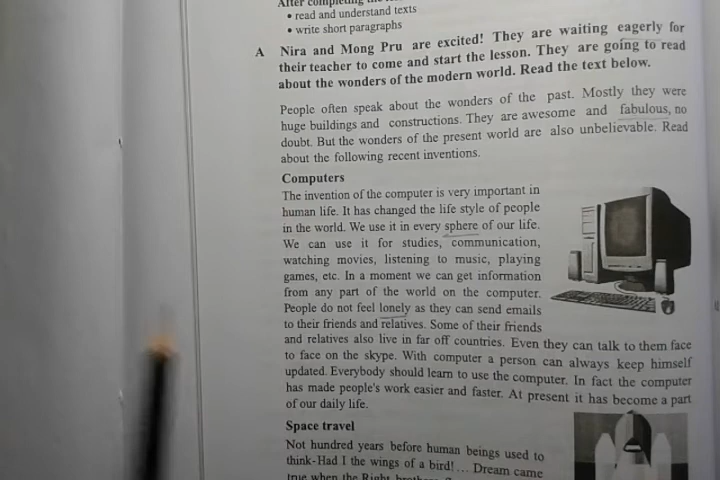 After completing the
• read and understand texts
• write short paragraphs
A Nira and Mong Pru are excited! They are waiting eagerly for
their teacher to come and start the lesson. They are going to read
about the wonders of the modern world. Read the text below.
People often speak about the wonders of the past. Mostly they were
huge buildings and constructions. They are awesome and fabulous, no
doubt. But the wonders of the present world are also unbelievable. Read
about the following recent inventions.
Computers
The invention of the computer is very important in
human life. It has changed the life style of people
in the world. We use it in every sphere of our life.
We can use it for studies, communication,
watching movies, listening to music, playing
games, etc. In a moment we can get information
from any part of the world on the computer.
People do not feel lonely as they can send emails
to their friends and relatives. Some of their friends
and relatives also live in far off countries. Even they can talk to them face
to face on the skype. With computer a person can always keep himself
updated. Everybody should learn to use the computer. In fact the computer
has made people's work easier and faster. At present it has become a part
of our daily life.
Space travel
Not hundred years before human beings used to
think-Had I the wings of a bird! ... Dream came
true when the Right